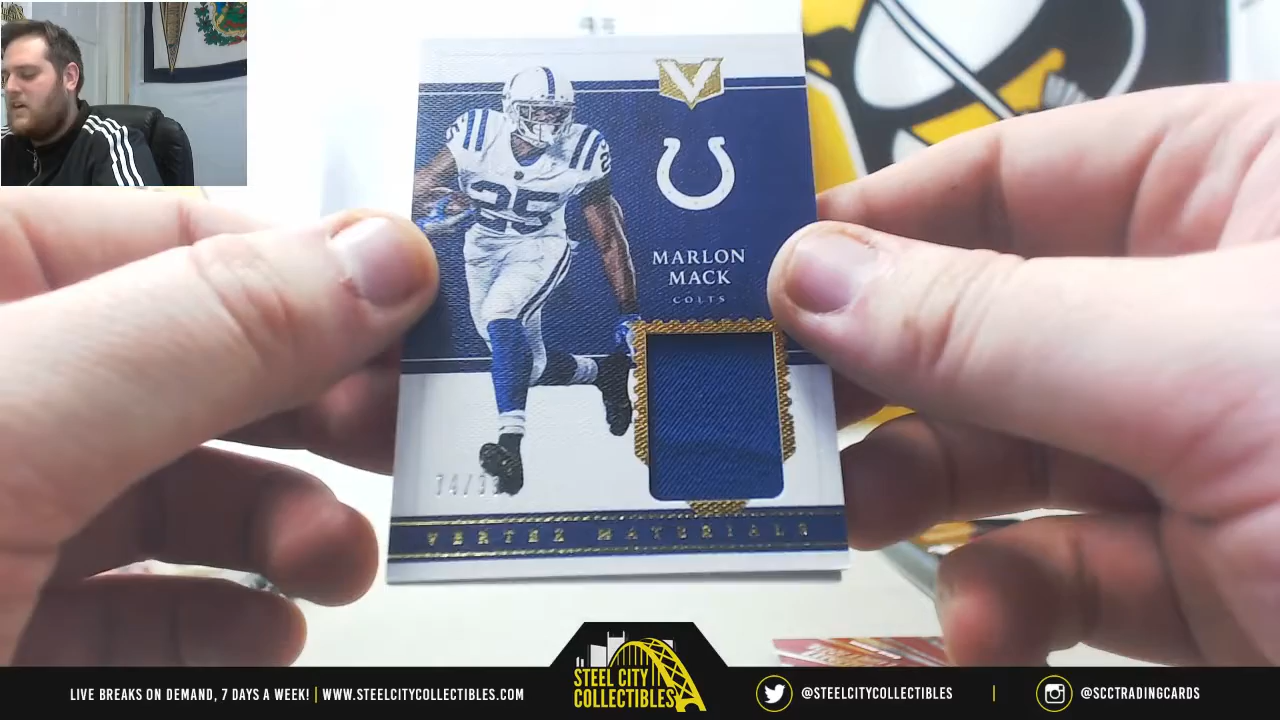 V
25
2
MARLON
MACK
COLTS
VERTEX MATERIALS
LIVE BREAKS ON DEMAND, 7 DAYS A WEEK! | WWW.STEELCITYCOLLECTIBLES.COM
STEEL CITY
COLLECTIBLES
@STEELCITYCOLLECTIBLES
@SCCTRADINGCARDS